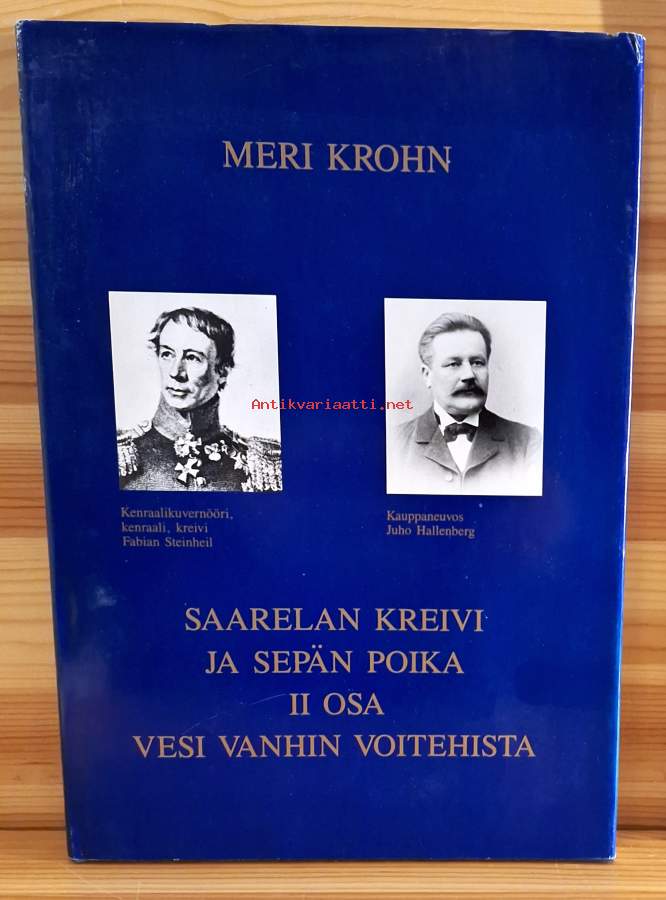 MERI KROHN
Antikvariaatti.net
Kenraalikuvernööri,
kenraali, kreivi
Fabian Steinheil
Kauppaneuvos
Juho Hallenberg
SAARELAN KREIVI
JA SEPÄN POIKA
II OSA
VESI VANHIN VOITEHISTA